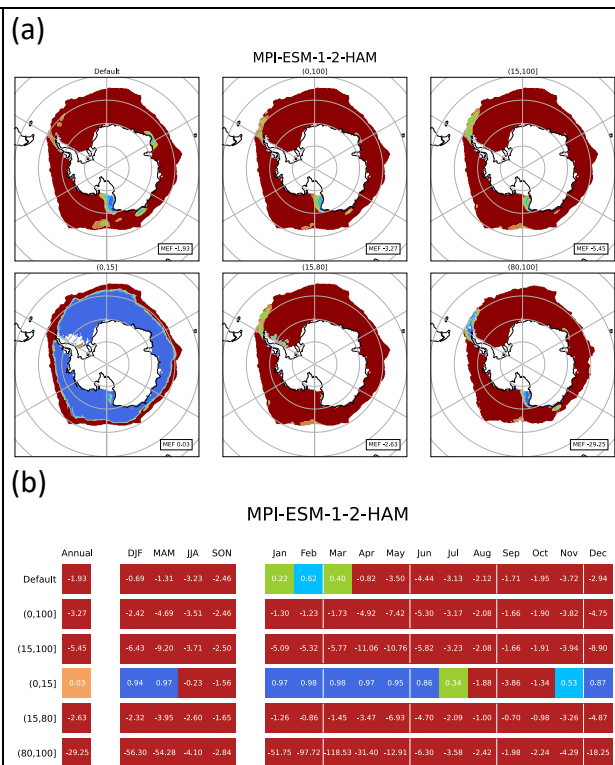 (a)
MPI-ESM-1-2-HAM
Default (0,100] (15,100]
MEF -1.93 MEF -3.27 MEF -5.45
(0,15] (15,80] (80,100]
MEF 0.03 MEF -2.63 MEF -29.25
(b)
MPI-ESM-1-2-HAM
Annual DJF MAM JJA SON Jan Feb Mar Apr May Jun Jul Aug Sep Oct Nov Dec
Default -1.93 -0.69 -1.31 -3.23 -2.46 0.22 0.62 0.40 -0.82 -3.50 -4.44 -3.13 -2.12 -1.71 -1.95 -3.72 -2.94
(0,100] -3.27 -2.42 -4.69 -3.51 -2.46 -1.30 -1.23 -1.73 -4.92 -7.42 -5.30 -3.17 -2.08 -1.66 -1.90 -3.82 -4.75
(15,100] -5.45 -6.43 -9.20 -3.71 -2.50 -5.09 -5.32 -5.77 -11.06 -10.76 -5.82 -3.23 -2.08 -1.66 -1.91 -3.94 -8.90
(0,15] 0.03 0.94 0.97 -0.23 -1.56 0.97 0.98 0.98 0.97 0.95 0.86 0.34 -1.88 -3.86 -1.34 0.53 0.87
(15,80] -2.63 -2.32 -3.95 -2.60 -1.65 -1.26 -0.86 -1.45 -3.47 -6.93 -4.70 -2.09 -1.00 -0.70 -0.98 -3.26 -4.87
(80,100] -29.25 -56.30 -54.28 -4.10 -2.84 -51.75 -97.72 -118.53 -31.40 -12.91 -6.30 -3.58 -2.42 -1.98 -2.24 -4.29 -18.25